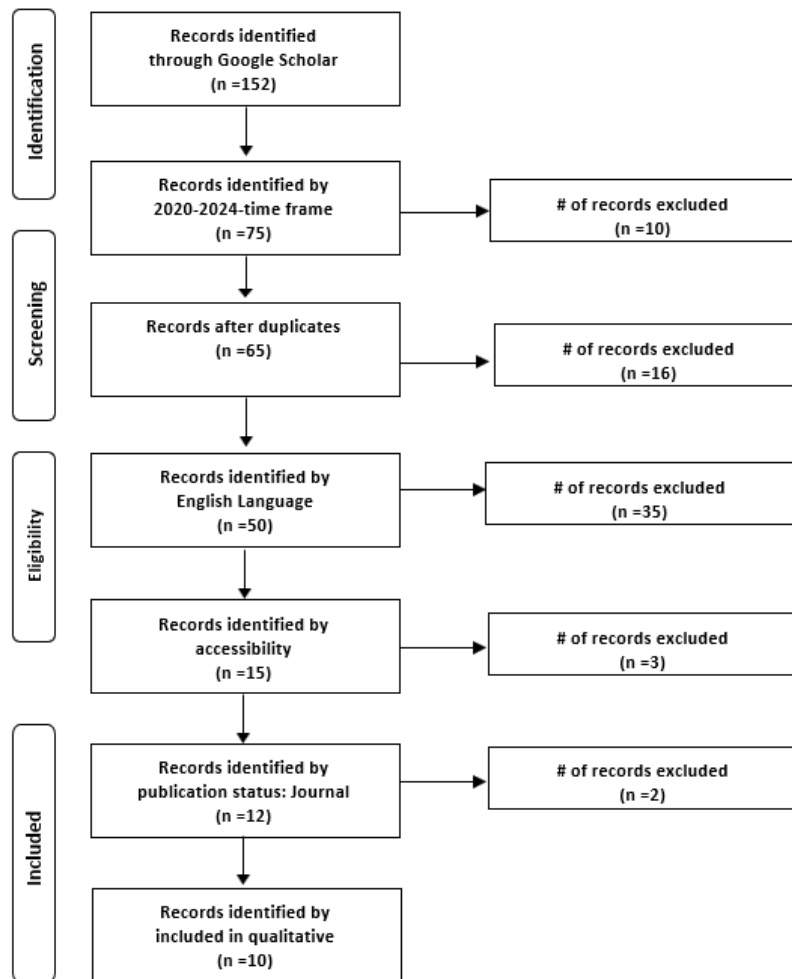 Identification
Records identified
through Google Scholar
(n =152)
Records identified by
2020-2024-time frame
(n =75)
# of records excluded
(n =10)
Screening
Records after duplicates
(n =65)
# of records excluded
(n =16)
Eligibility
Records identified by
English Language
(n =50)
# of records excluded
(n =35)
Records identified by
accessibility
(n =15)
# of records excluded
(n =3)
Included
Records identified by
publication status: Journal
(n =12)
# of records excluded
(n =2)
Records identified by
included in qualitative
(n =10)